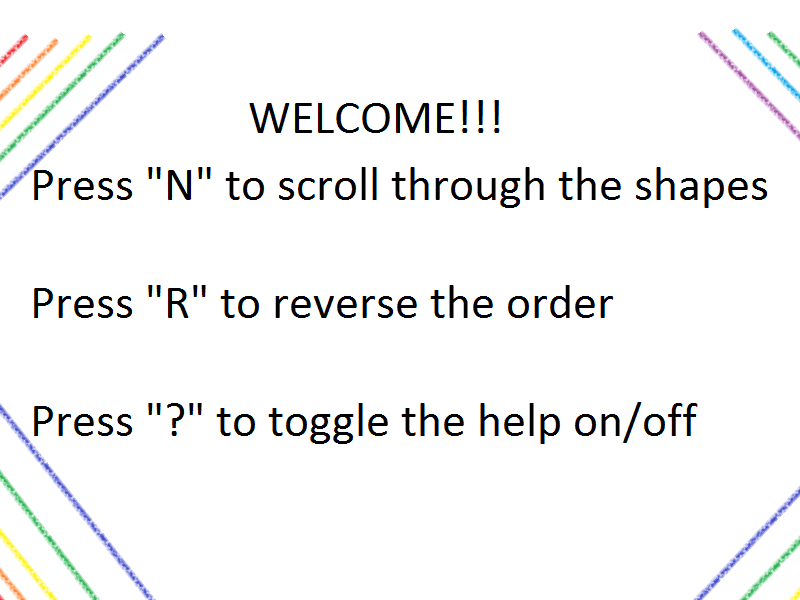 WELCOME!!!
Press "N" to scroll through the shapes
Press "R" to reverse the order
Press "?" to toggle the help on/off